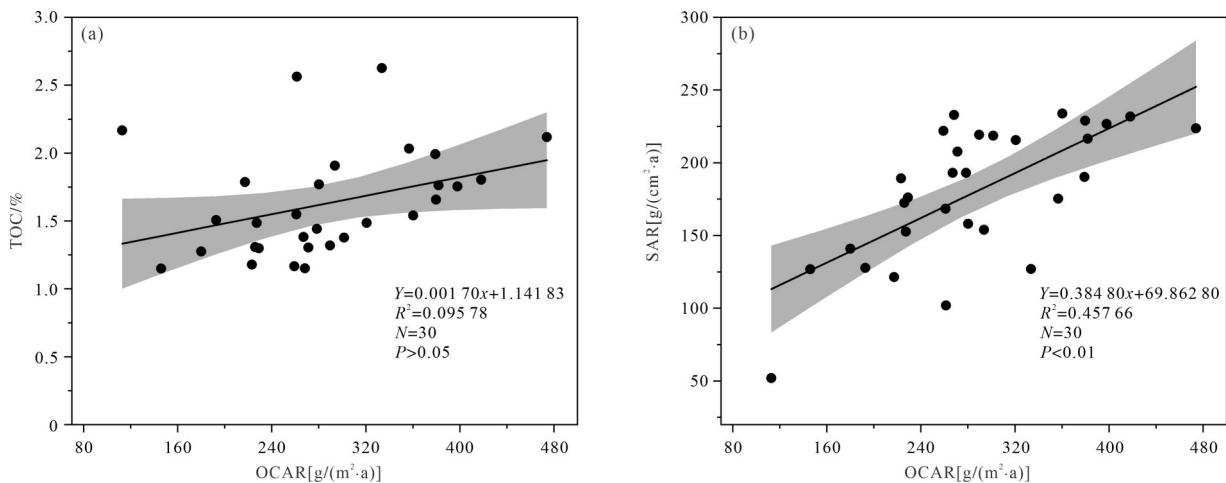 (a)
3.0
2.5
2.0
1.5
1.0
0.5
0
TOC/%
Y=0.001 70x+1.141 83
R²=0.095 78
N=30
P>0.05
80 160 240 320 400 480
OCAR[g/(m²·a)]
(b)
300
250
200
150
100
50
SAR[g/(cm²·a)]
Y=0.384 80x+69.862 80
R²=0.457 66
N=30
P<0.01
80 160 240 320 400 480
OCAR[g/(m²·a)]